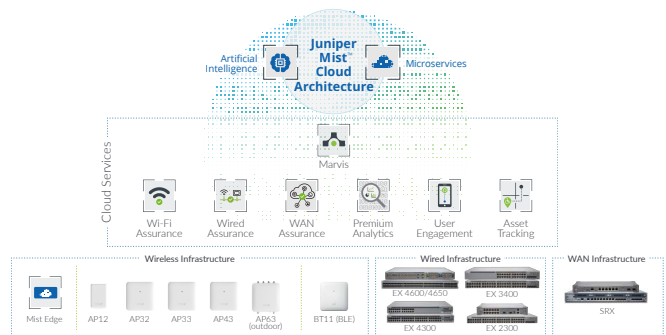 Juniper
Mist™
Cloud
Architecture
Artificial
Intelligence
Microservices
Cloud Services
Marvis
Wi-Fi
Assurance
Wired
Assurance
WAN
Assurance
Premium
Analytics
User
Engagement
Asset
Tracking
Wireless Infrastructure
Mist Edge
AP12
AP32
AP33
AP43
AP63
(outdoor)
BT11 (BLE)
Wired Infrastructure
EX 4600/4650
EX 3400
EX 4300
EX 2300
WAN Infrastructure
SRX